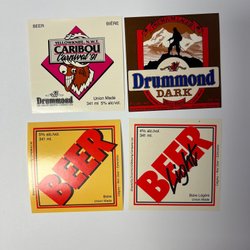 BEER BIÈRE
YELLOWKNIFE, N.W.T.
CARIBOU
Carnival '91
Drummond
Union Made
341 ml 5% alc/vol.
Drummond
DARK
5% alc/vol.
341 ml.
BEER
Bière
Union Made
4% alc/vol.
341 ml.
BEER
Light
Bière Légère
Union Made